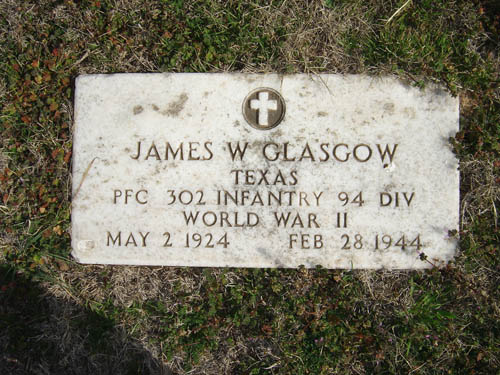 JAMES W GLASGOW
TEXAS
PFC 302 INFANTRY 94 DIV
WORLD WAR II
MAY 2 1924 FEB 28 1944